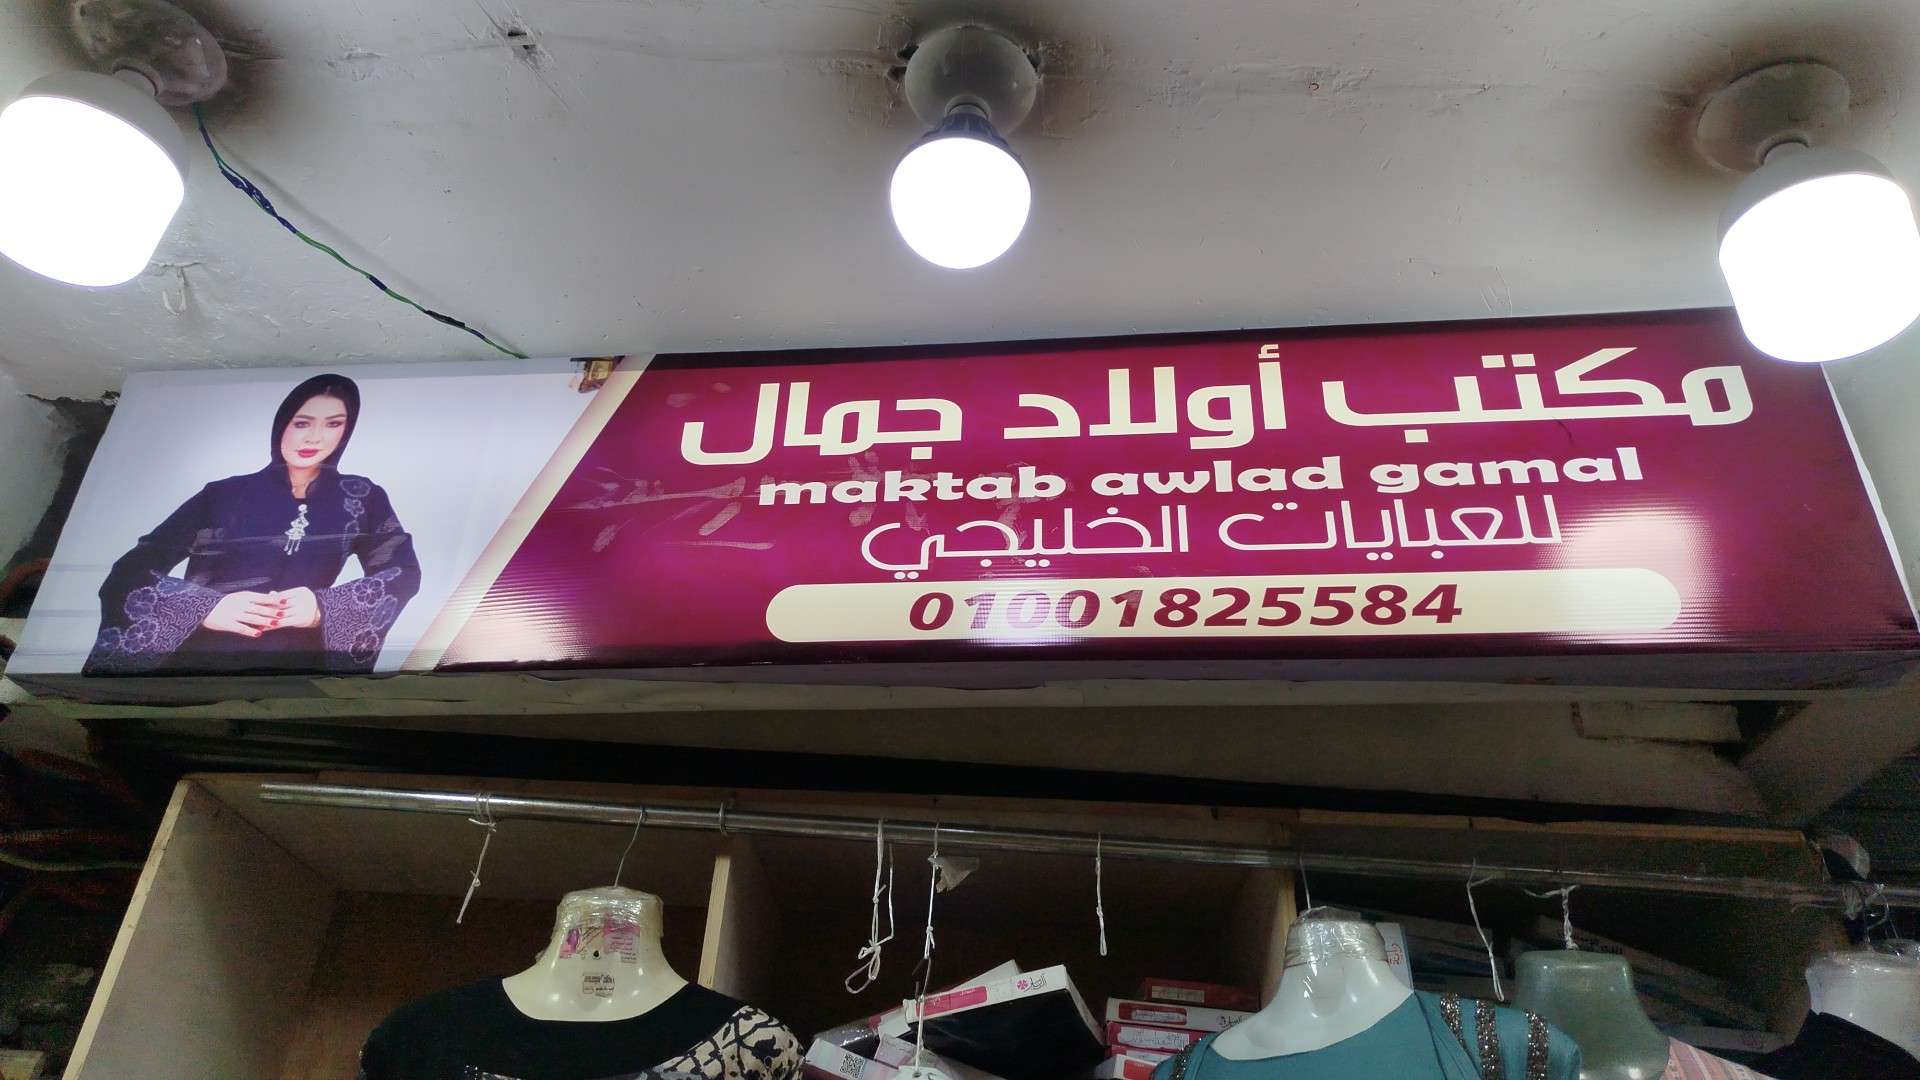 مكتب أولاد جمال
maktab awlad gamal
للعبايات الخليجي
01001825584